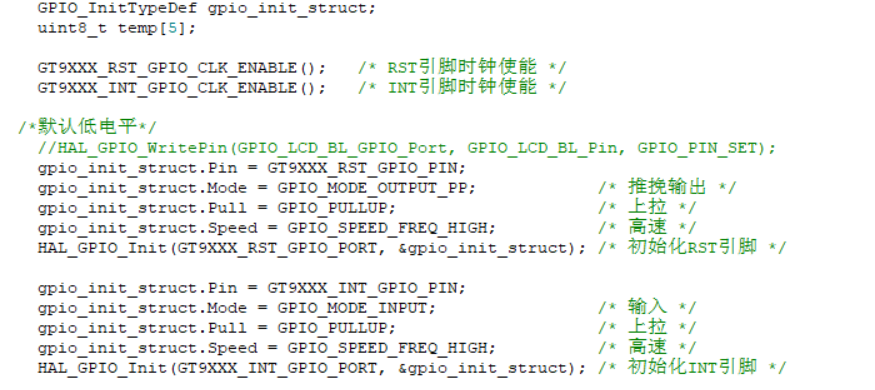 GPIO_InitTypeDef gpio_init_struct;
uint8_t temp[5];
GT9XXX_RST_GPIO_CLK_ENABLE();   /* RST引脚时钟使能 */
GT9XXX_INT_GPIO_CLK_ENABLE();   /* INT引脚时钟使能 */
/*默认低电平*/
//HAL_GPIO_WritePin(GPIO_LCD_BL_GPIO_Port, GPIO_LCD_BL_Pin, GPIO_PIN_SET);
gpio_init_struct.Pin = GT9XXX_RST_GPIO_PIN;
gpio_init_struct.Mode = GPIO_MODE_OUTPUT_PP;            /* 推挽输出 */
gpio_init_struct.Pull = GPIO_PULLUP;                    /* 上拉 */
gpio_init_struct.Speed = GPIO_SPEED_FREQ_HIGH;          /* 高速 */
HAL_GPIO_Init(GT9XXX_RST_GPIO_PORT, &gpio_init_struct); /* 初始化RST引脚 */
gpio_init_struct.Pin = GT9XXX_INT_GPIO_PIN;
gpio_init_struct.Mode = GPIO_MODE_INPUT;                /* 输入 */
gpio_init_struct.Pull = GPIO_PULLUP;                    /* 上拉 */
gpio_init_struct.Speed = GPIO_SPEED_FREQ_HIGH;          /* 高速 */
HAL_GPIO_Init(GT9XXX_INT_GPIO_PORT, &gpio_init_struct); /* 初始化INT引脚 */